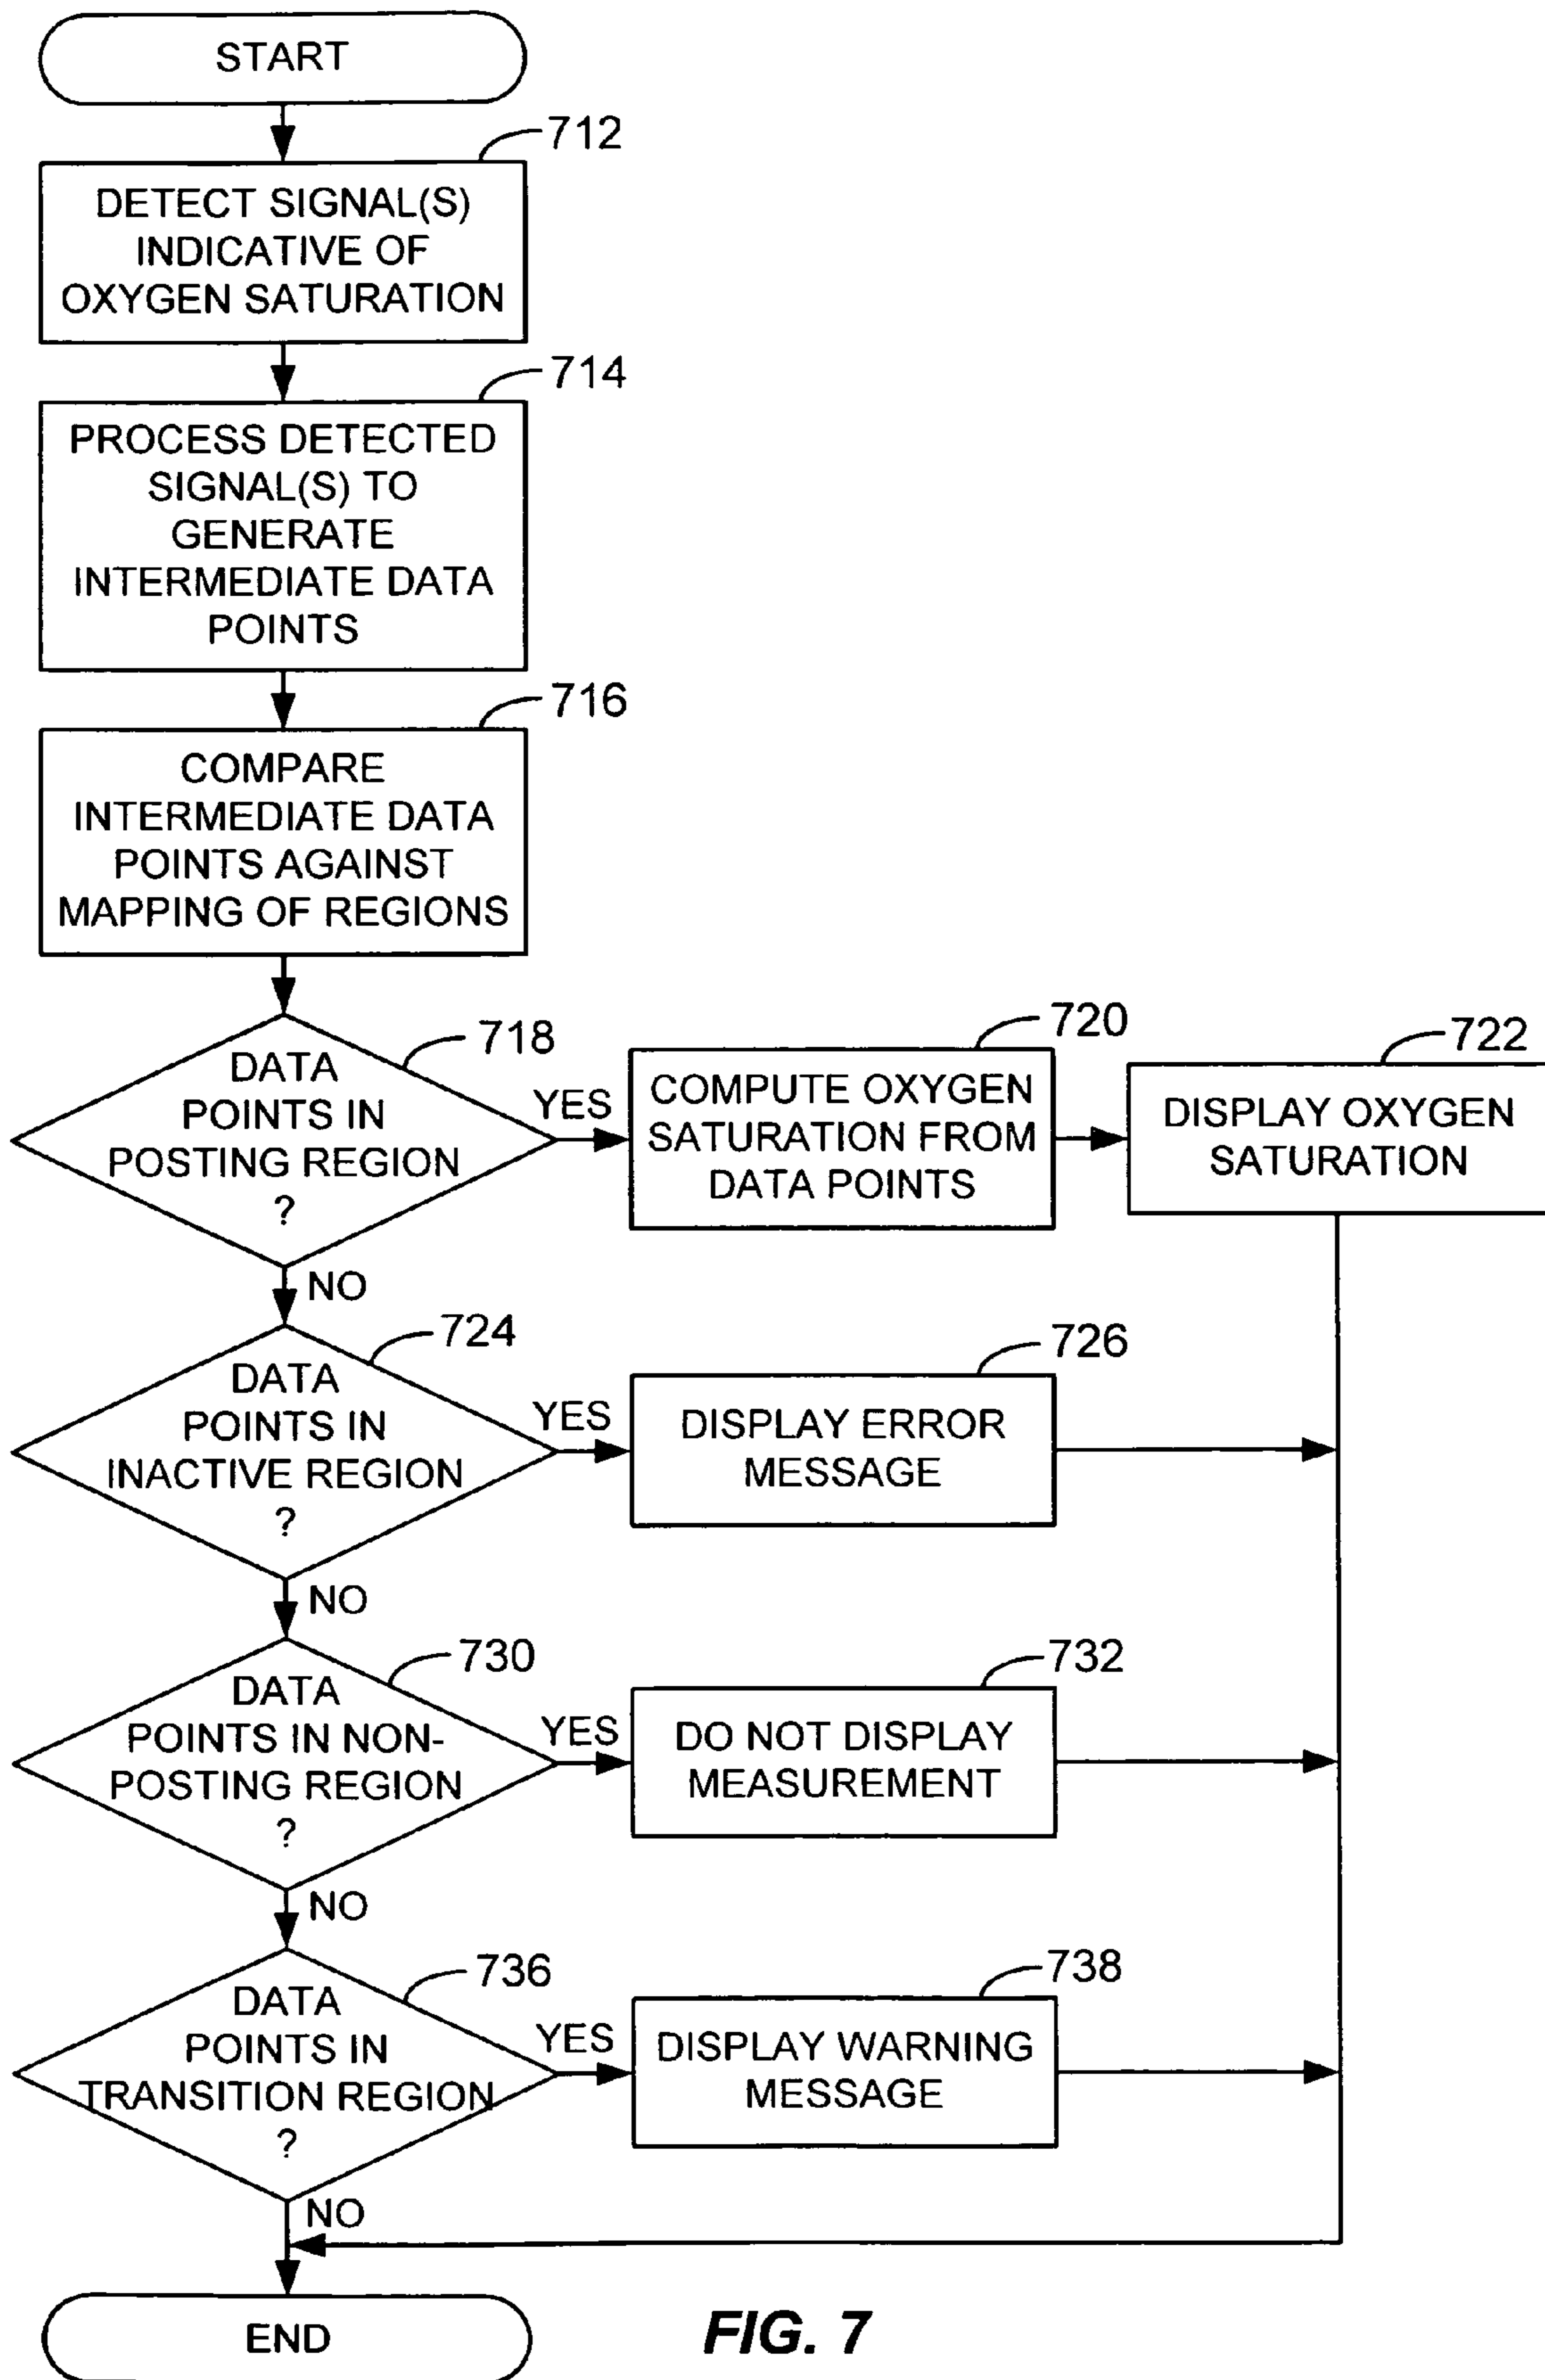 START
712
DETECT SIGNAL(S)
INDICATIVE OF
OXYGEN SATURATION
714
PROCESS DETECTED
SIGNAL(S) TO
GENERATE
INTERMEDIATE DATA
POINTS
716
COMPARE
INTERMEDIATE DATA
POINTS AGAINST
MAPPING OF REGIONS
718
DATA
POINTS IN
POSTING REGION
?
YES
720
COMPUTE OXYGEN
SATURATION FROM
DATA POINTS
722
DISPLAY OXYGEN
SATURATION
NO
724
DATA
POINTS IN
INACTIVE REGION
?
YES
726
DISPLAY ERROR
MESSAGE
NO
730
DATA
POINTS IN NON-
POSTING REGION
?
YES
732
DO NOT DISPLAY
MEASUREMENT
NO
736
DATA
POINTS IN
TRANSITION REGION
?
YES
738
DISPLAY WARNING
MESSAGE
NO
END
FIG. 7